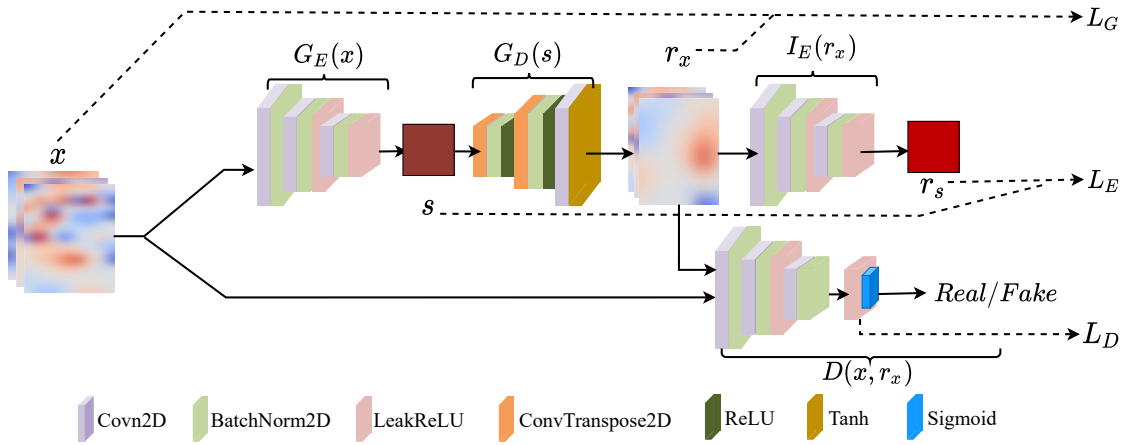 L_G
G_E(x)
G_D(s)
r_x
I_E(r_x)
x
s
r_s
L_E
Real/Fake
L_D
D(x, r_x)
Covn2D
BatchNorm2D
LeakReLU
ConvTranspose2D
ReLU
Tanh
Sigmoid